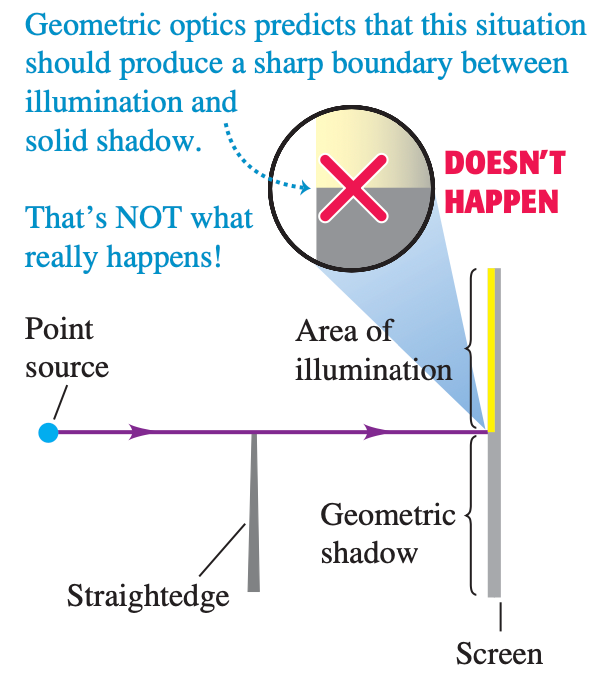 Geometric optics predicts that this situation
should produce a sharp boundary between
illumination and
solid shadow.
DOESN'T
HAPPEN
That's NOT what
really happens!
Point
source
Area of
illumination
Geometric
shadow
Straightedge
Screen